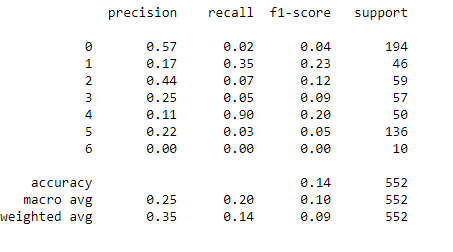 precision recall f1-score support
0 0.57 0.02 0.04 194
1 0.17 0.35 0.23 46
2 0.44 0.07 0.12 59
3 0.25 0.05 0.09 57
4 0.11 0.90 0.20 50
5 0.22 0.03 0.05 136
6 0.00 0.00 0.00 10
accuracy 0.14 552
macro avg 0.25 0.20 0.10 552
weighted avg 0.35 0.14 0.09 552